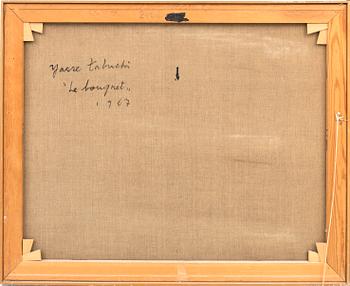 yasse tabuchi
"Le bouquet"
1967